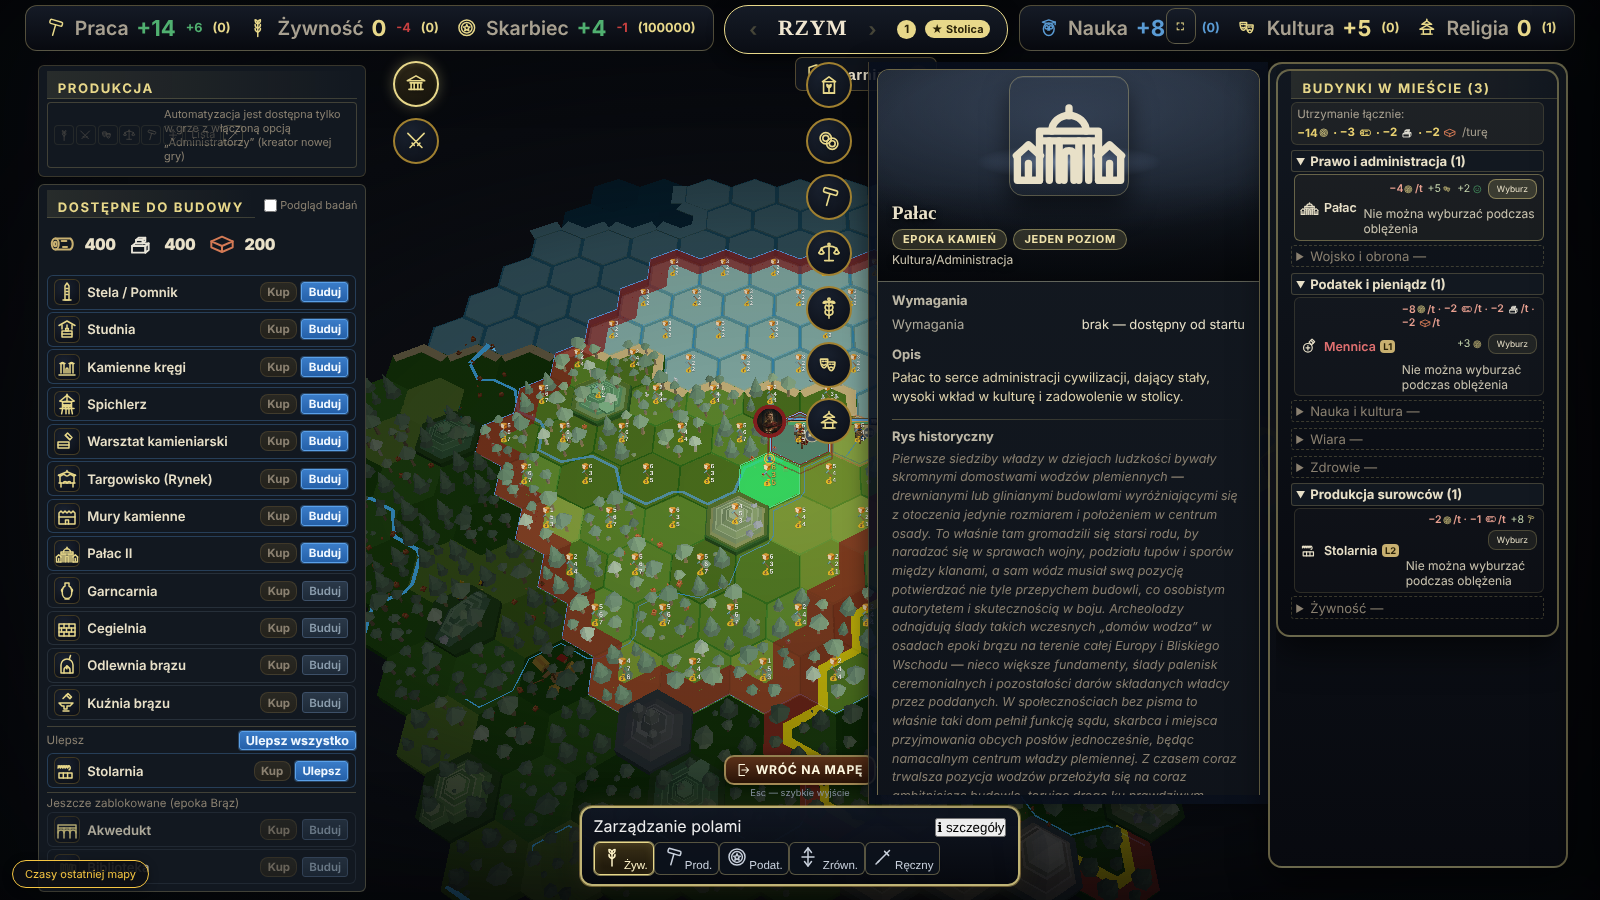 Praca +14 +6 (0) Żywność 0 -4 (0) Skarbiec +4 -1 (100000)
‹ RZYM › 1 ★ Stolica
Nauka +8 (0) Kultura +5 (0) Religia 0 (1)
PRODUKCJA
Automatyzacja jest dostępna tylko
w grze z włączoną opcją
„Administratorzy” (kreator nowej
gry)
DOSTĘPNE DO BUDOWY
Podgląd badań
400 400 200
Stela / Pomnik Kup Buduj
Studnia Kup Buduj
Kamienne kręgi Kup Buduj
Spichlerz Kup Buduj
Warsztat kamieniarski Kup Buduj
Targowisko (Rynek) Kup Buduj
Mury kamienne Kup Buduj
Pałac II Kup Buduj
Garncarnia Kup Buduj
Cegielnia Kup Buduj
Odlewnia brązu Kup Buduj
Kuźnia brązu Kup Buduj
Ulepsz Ulepsz wszystko
Stolarnia Kup Ulepsz
Jeszcze zablokowane (epoka Brąz)
Akwedukt Kup Buduj
Kup Buduj
Czasy ostatniej mapy
WRÓĆ NA MAPĘ
Esc — szybkie wyjście
Zarządzanie polami
i szczegóły
Żyw. Prod. Podat. Zrówn. Ręczny
Pałac
EPOKA KAMIEŃ JEDEN POZIOM
Kultura/Administracja
Wymagania
Wymagania brak — dostępny od startu
Opis
Pałac to serce administracji cywilizacji, dający stały,
wysoki wkład w kulturę i zadowolenie w stolicy.
Rys historyczny
Pierwsze siedziby władzy w dziejach ludzkości bywały
skromnymi domostwami wodzów plemiennych —
drewnianymi lub glinianymi budowlami wyróżniającymi się
z otoczenia jedynie rozmiarem i położeniem w centrum
osady. To właśnie tam gromadzili się starsi rodu, by
naradzać się w sprawach wojny, podziału łupów i sporów
między klanami, a sam wódz musiał swą pozycję
potwierdzać nie tyle przepychem budowli, co osobistym
autorytetem i skutecznością w boju. Archeolodzy
odnajdują ślady takich wczesnych „domów wodza” w
osadach epoki brązu na terenie całej Europy i Bliskiego
Wschodu — nieco większe fundamenty, ślady palenisk
ceremonialnych i pozostałości darów składanych władcy
przez poddanych. W społecznościach bez pisma to
właśnie taki dom pełnił funkcję sądu, skarbca i miejsca
przyjmowania obcych posłów jednocześnie, będąc
namacalnym centrum władzy plemiennej. Z czasem coraz
trwalsza pozycja wodzów przełożyła się na coraz
BUDYNKI W MIEŚCIE (3)
Utrzymanie łącznie:
−14 · −3 · −2 · −2 /turę
▼ Prawo i administracja (1)
−4 /t +5 +2 Wyburz
Pałac Nie można wyburzać podczas
oblężenia
▶ Wojsko i obrona —
▼ Podatek i pieniądz (1)
−8 /t · −2 /t · −2 /t ·
−2 /t
Mennica L1 +3 Wyburz
Nie można wyburzać
podczas oblężenia
▶ Nauka i kultura —
▶ Wiara —
▶ Zdrowie —
▼ Produkcja surowców (1)
−2 /t · −1 /t +8
Wyburz
Stolarnia L2
Nie można wyburzać
podczas oblężenia
▶ Żywność —